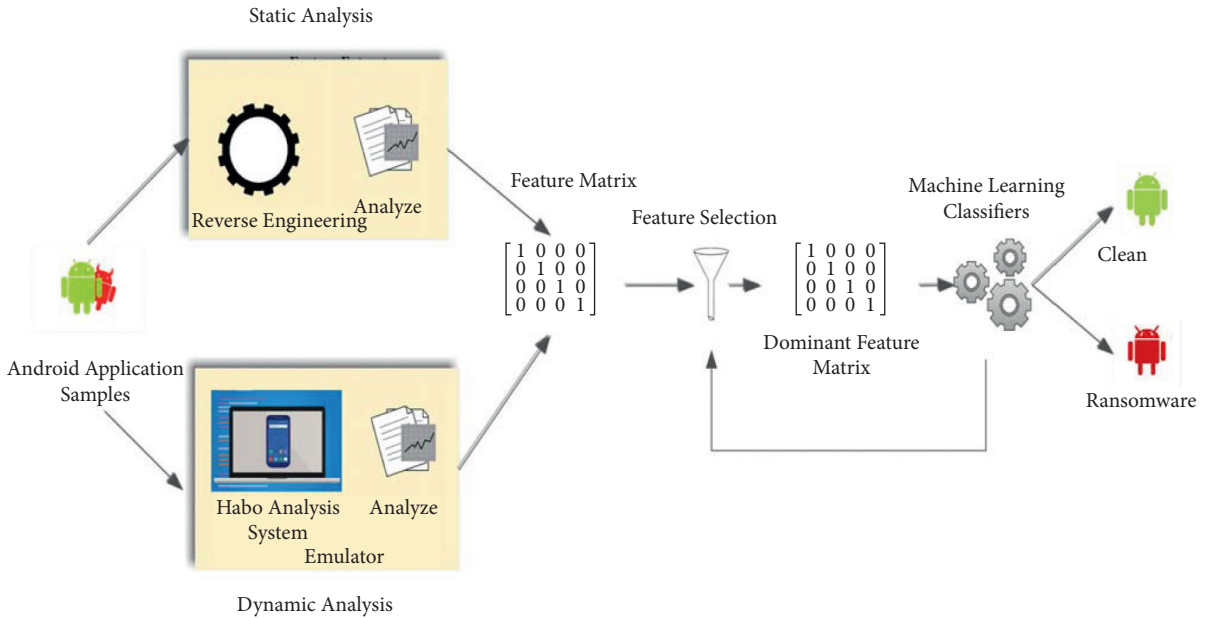 Static Analysis
Reverse Engineering
Analyze
Android Application
Samples
Habo Analysis
System
Analyze
Emulator
Dynamic Analysis
Feature Matrix
1 0 0 0
0 1 0 0
0 0 1 0
0 0 0 1
Feature Selection
1 0 0 0
0 1 0 0
0 0 1 0
0 0 0 1
Dominant Feature
Matrix
Machine Learning
Classifiers
Clean
Ransomware